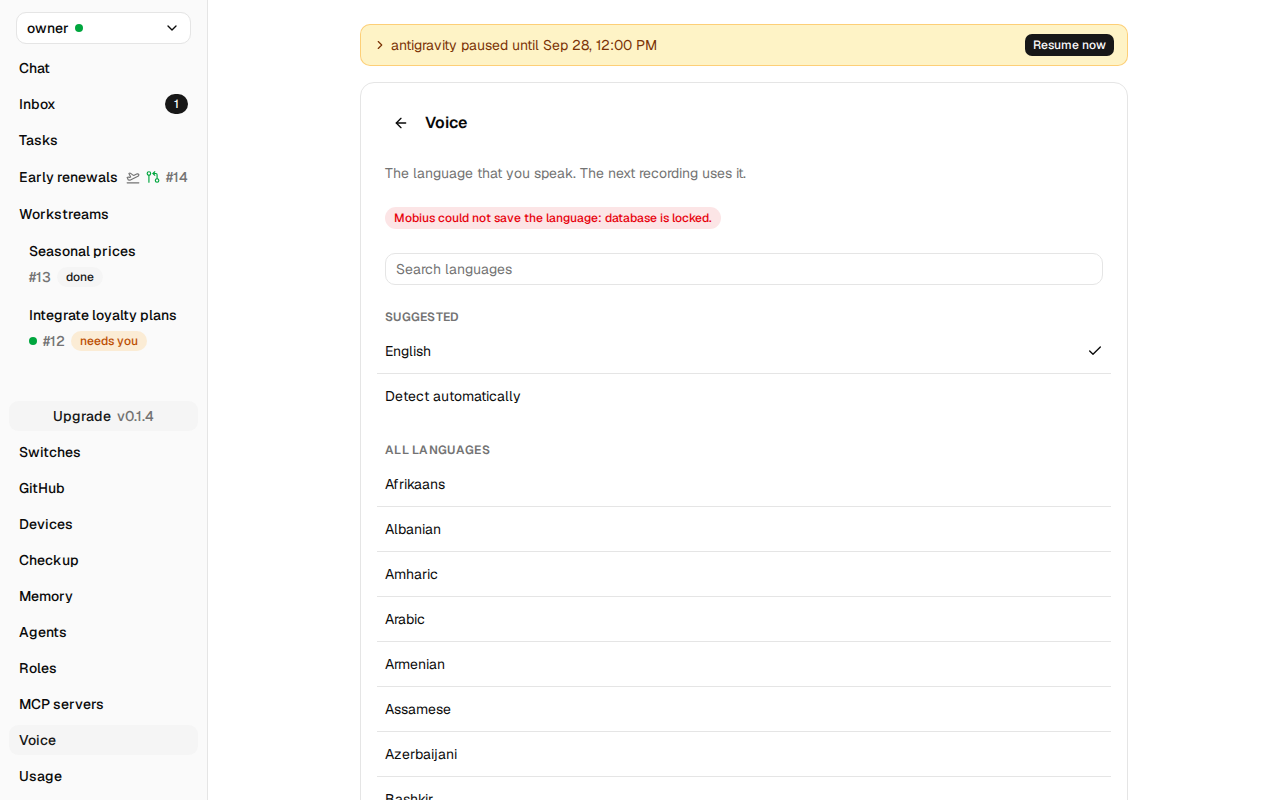 owner
Chat
Inbox 1
Tasks
Early renewals #14
Workstreams
Seasonal prices
#13 done
Integrate loyalty plans
#12 needs you
Upgrade v0.1.4
Switches
GitHub
Devices
Checkup
Memory
Agents
Roles
MCP servers
Voice
Usage
antigravity paused until Sep 28, 12:00 PM
Resume now
Voice
The language that you speak. The next recording uses it.
Mobius could not save the language: database is locked.
Search languages
SUGGESTED
English
Detect automatically
ALL LANGUAGES
Afrikaans
Albanian
Amharic
Arabic
Armenian
Assamese
Azerbaijani
Bashkir